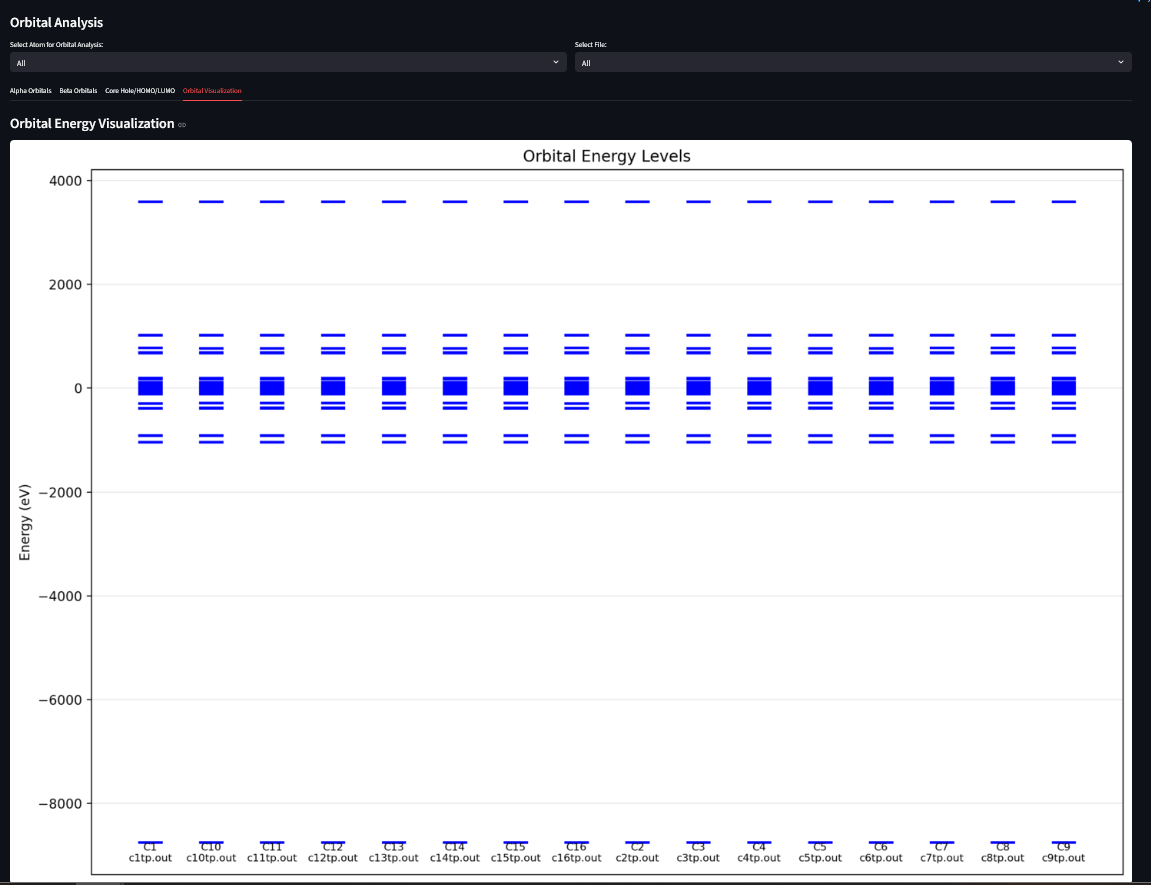 Orbital Analysis
Select Atom for Orbital Analysis:
Select File:
All
All
Alpha Orbitals Beta Orbitals Core Hole/HOMO/LUMO Orbital Visualization
Orbital Energy Visualization
Orbital Energy Levels
4000
2000
0
−2000
−4000
−6000
−8000
Energy (eV)
C1 C10 C11 C12 C13 C14 C15 C16 C2 C3 C4 C5 C6 C7 C8 C9
c1tp.out c10tp.out c11tp.out c12tp.out c13tp.out c14tp.out c15tp.out c16tp.out c2tp.out c3tp.out c4tp.out c5tp.out c6tp.out c7tp.out c8tp.out c9tp.out